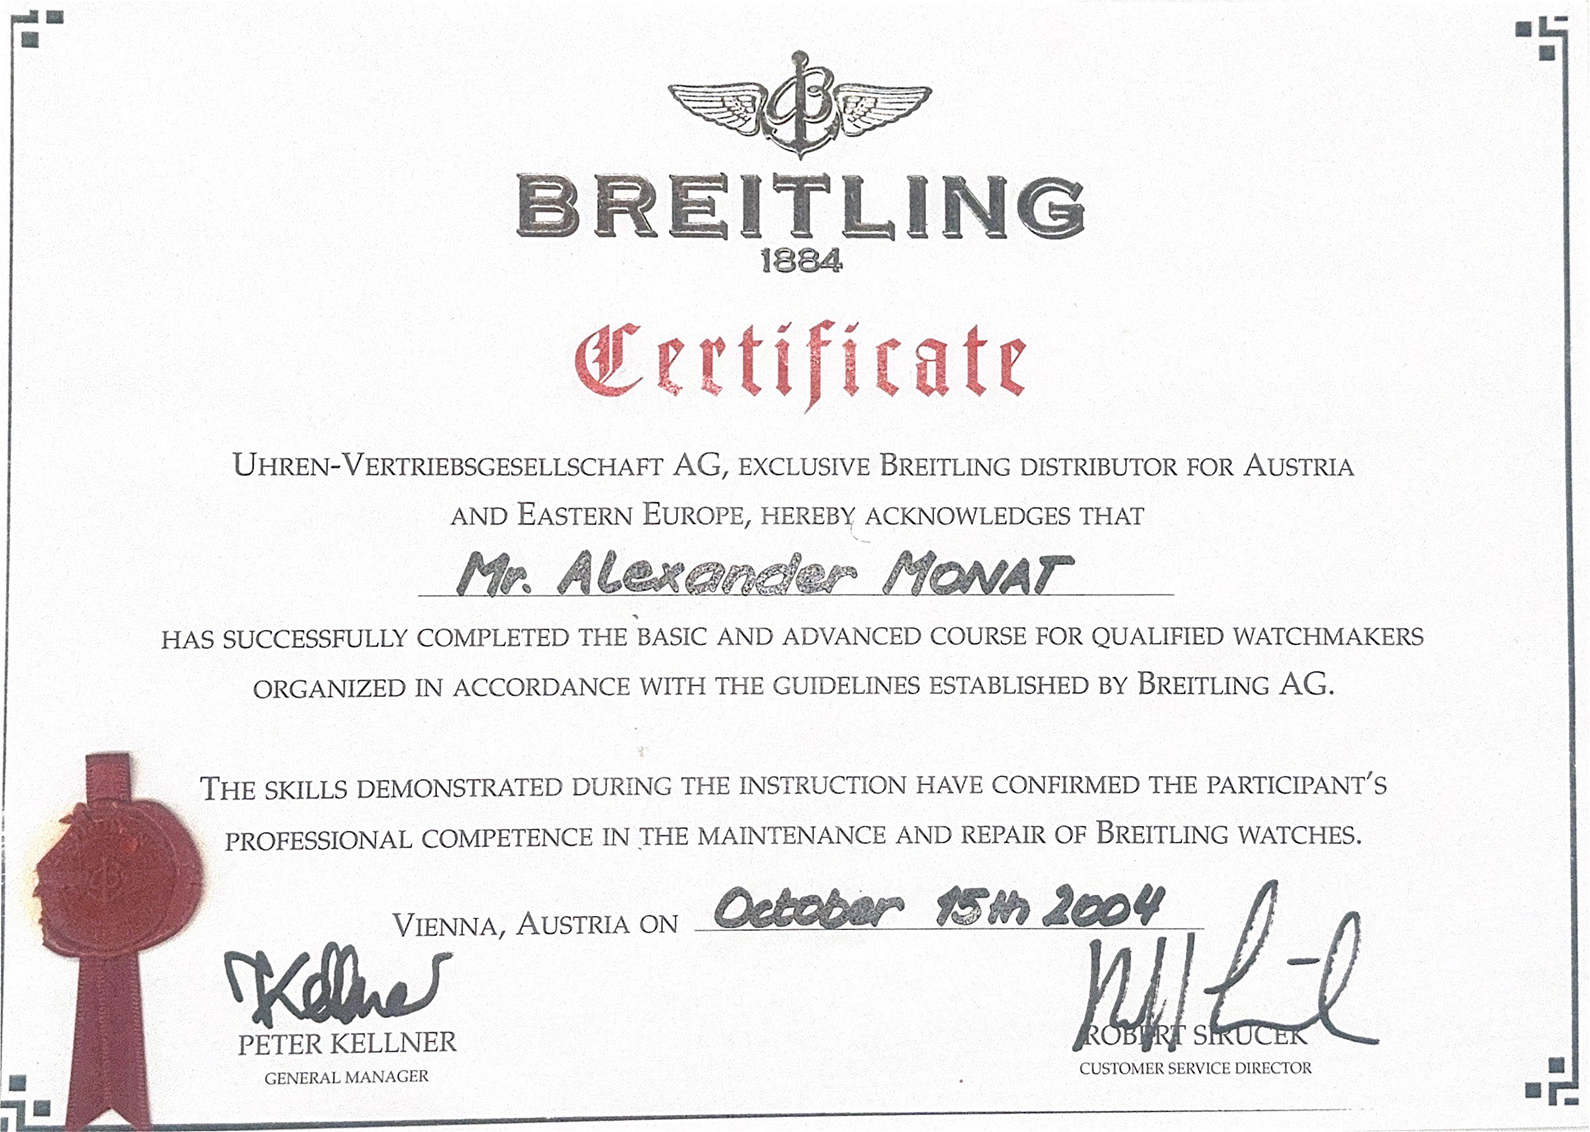 B
BREITLING
1884
Certificate
UHREN-VERTRIEBSGESELLSCHAFT AG, EXCLUSIVE BREITLING DISTRIBUTOR FOR AUSTRIA
AND EASTERN EUROPE, HEREBY ACKNOWLEDGES THAT
Mr. Alexander MONAT
HAS SUCCESSFULLY COMPLETED THE BASIC AND ADVANCED COURSE FOR QUALIFIED WATCHMAKERS
ORGANIZED IN ACCORDANCE WITH THE GUIDELINES ESTABLISHED BY BREITLING AG.
THE SKILLS DEMONSTRATED DURING THE INSTRUCTION HAVE CONFIRMED THE PARTICIPANT'S
PROFESSIONAL COMPETENCE IN THE MAINTENANCE AND REPAIR OF BREITLING WATCHES.
VIENNA, AUSTRIA ON October 15th 2004
Kellner
PETER KELLNER
GENERAL MANAGER
ROBERT SIRUCEK
CUSTOMER SERVICE DIRECTOR